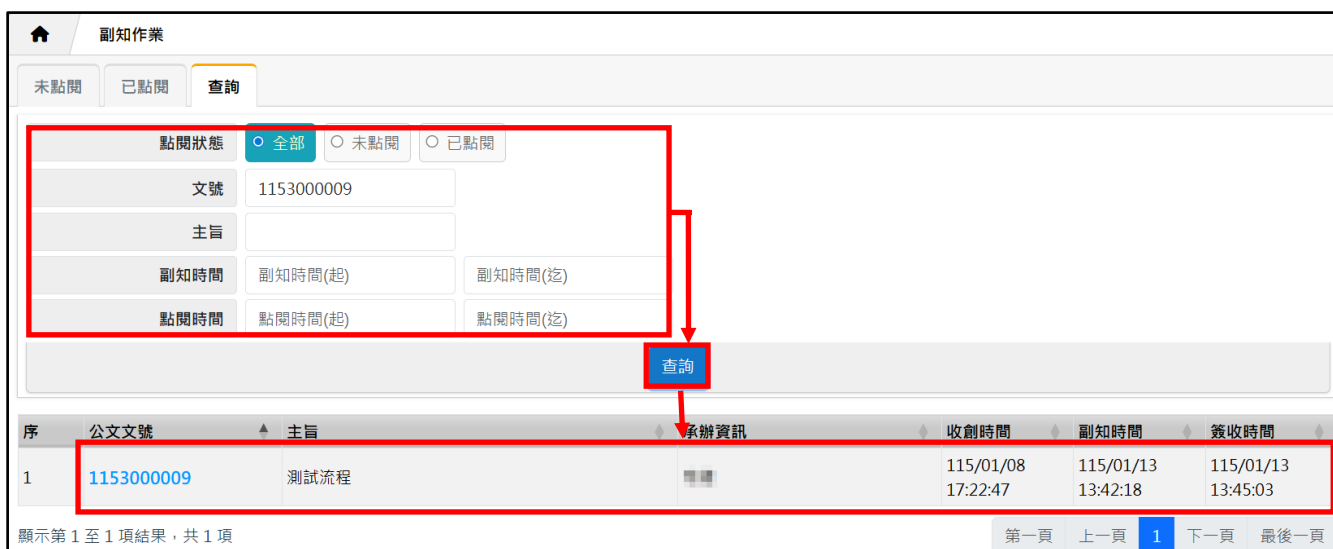 副知作業
未點閱 已點閱 查詢
點閱狀態 全部 未點閱 已點閱
文號 1153000009
主旨
副知時間 副知時間(起) 副知時間(迄)
點閱時間 點閱時間(起) 點閱時間(迄)
查詢
序 公文文號 主旨 承辦資訊 收創時間 副知時間 簽收時間
1 1153000009 測試流程 115/01/08 115/01/13 115/01/13
17:22:47 13:42:18 13:45:03
顯示第 1 至 1 項結果，共 1 項 第一頁 上一頁 1 下一頁 最後一頁